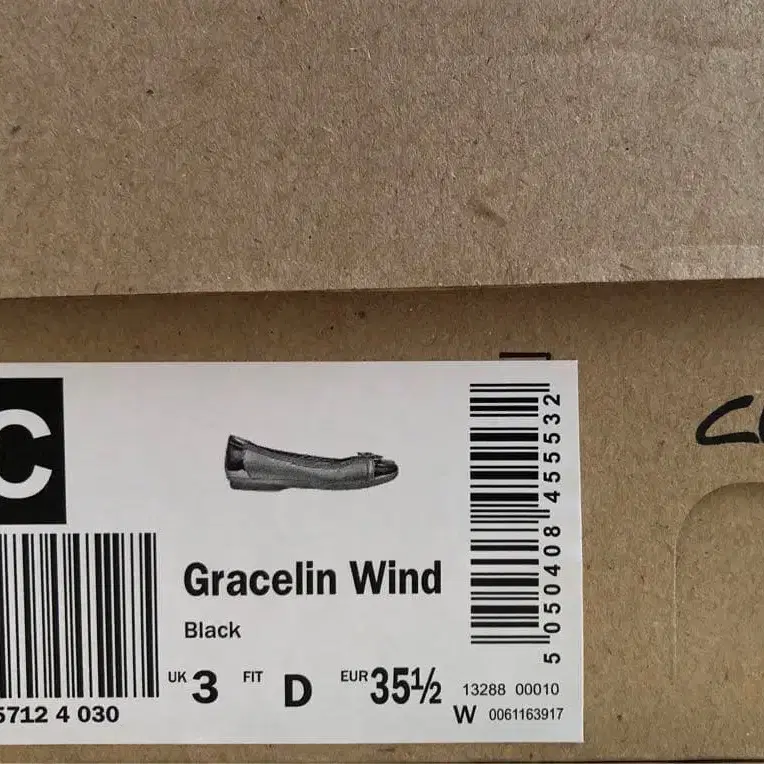 C
Gracelin Wind
Black
UK 3 FIT D EUR 35½
5712 4 030
5 050408 455532
13288 00010
W 0061163917